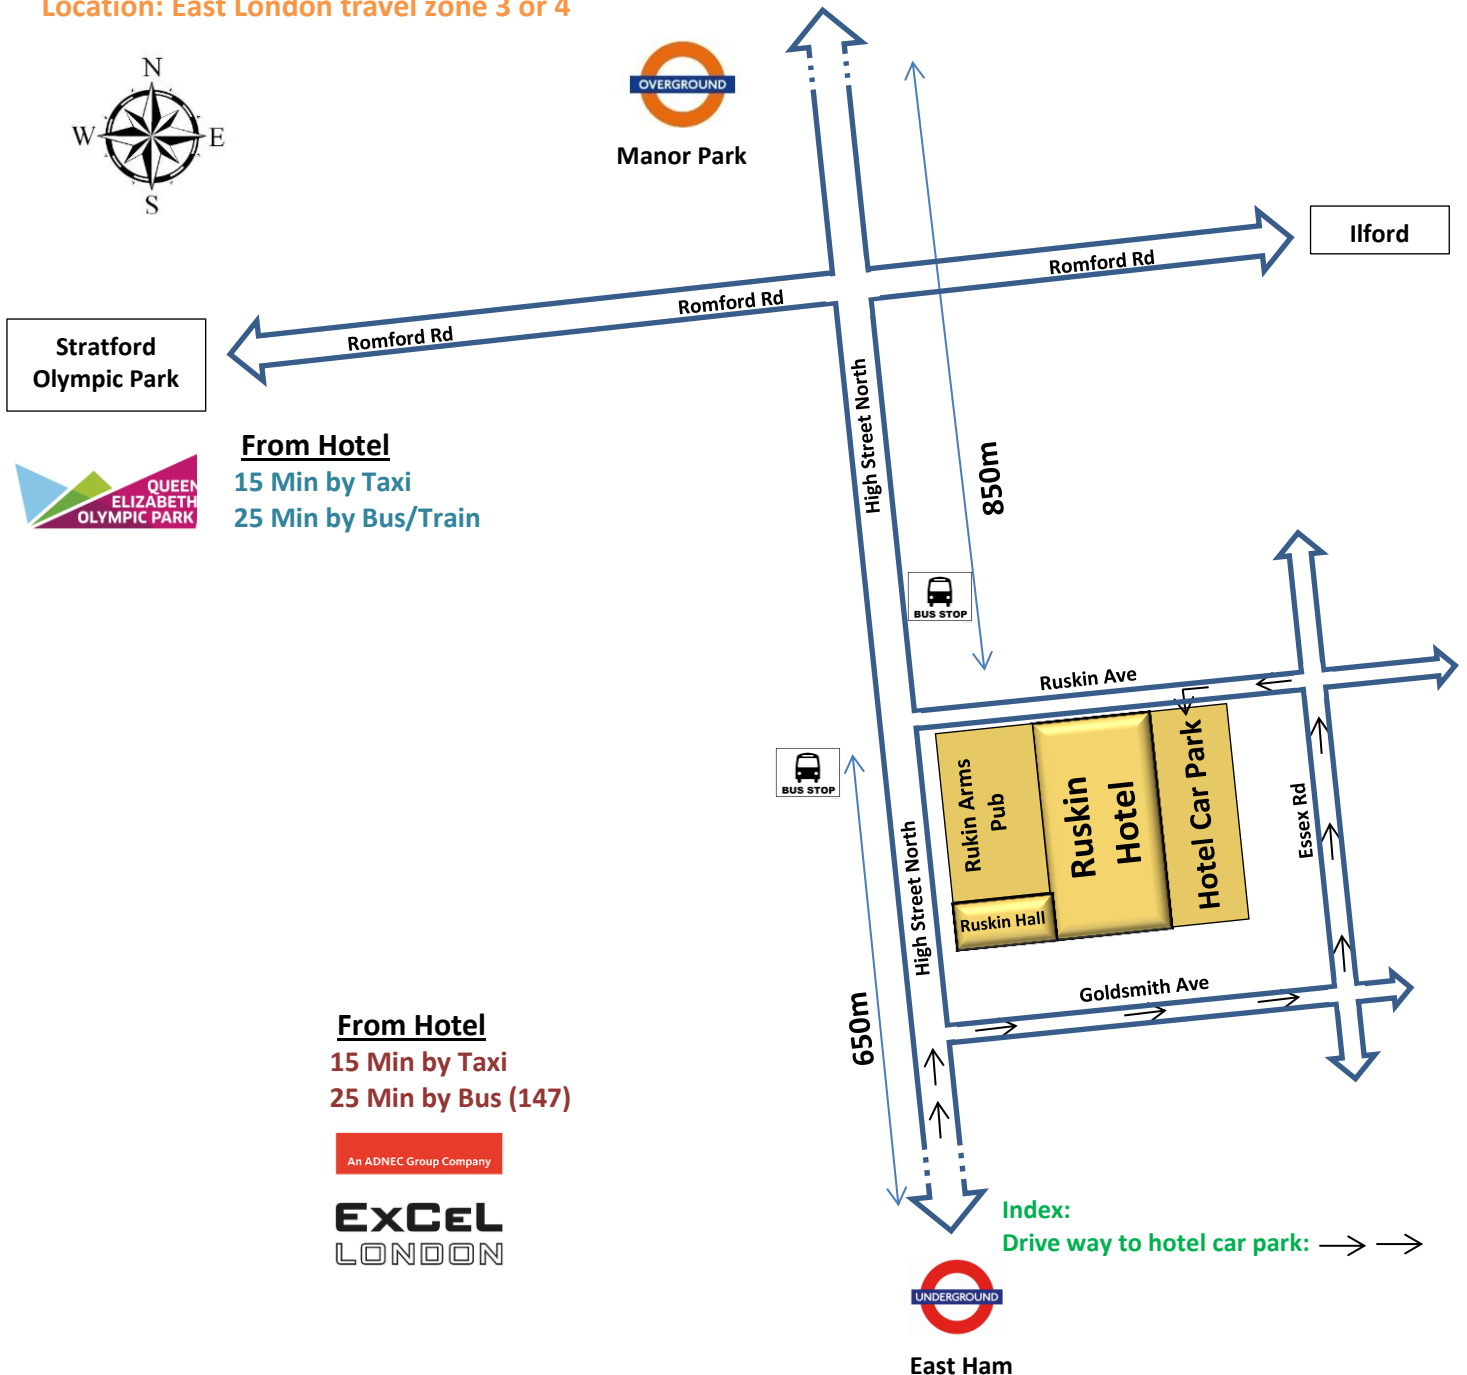 Location: East London travel zone 3 or 4
N
W
E
S
OVERGROUND
Manor Park
Ilford
Romford Rd
Romford Rd
Romford Rd
Stratford
Olympic Park
QUEEN
ELIZABETH
OLYMPIC PARK
From Hotel
15 Min by Taxi
25 Min by Bus/Train
High Street North
850m
BUS STOP
Ruskin Ave
BUS STOP
Rukin Arms
Pub
Ruskin
Hotel
Hotel Car Park
Essex Rd
Ruskin Hall
High Street North
Goldsmith Ave
650m
From Hotel
15 Min by Taxi
25 Min by Bus (147)
An ADNEC Group Company
ExCeL
LONDON
Index:
Drive way to hotel car park:
UNDERGROUND
East Ham